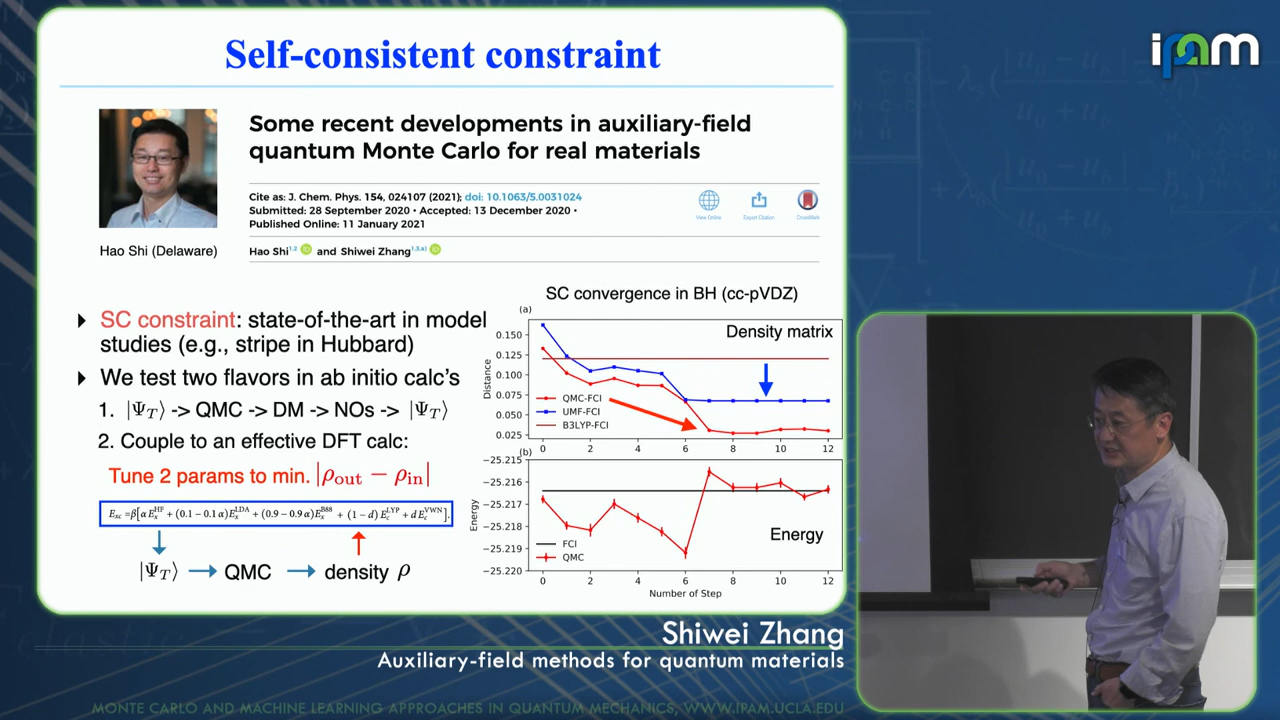 Self-consistent constraint
ipam
Some recent developments in auxiliary-field
quantum Monte Carlo for real materials
Cite as: J. Chem. Phys. 154, 024107 (2021); doi: 10.1063/5.0031024
Submitted: 28 September 2020 • Accepted: 13 December 2020 •
Published Online: 11 January 2021
View Online
Export Citation
CrossMark
Hao Shi (Delaware)
Hao Shi¹,² and Shiwei Zhang¹,³,ᵃ⁾
SC constraint: state-of-the-art in model
studies (e.g., stripe in Hubbard)
We test two flavors in ab initio calc's
1. |Ψ_T⟩ -> QMC -> DM -> NOs -> |Ψ_T⟩
2. Couple to an effective DFT calc:
Tune 2 params to min. |ρ_out − ρ_in|
E_xc = β[αE_x^HF + (0.1 − 0.1α)E_x^LDA + (0.9 − 0.9α)E_x^B88 + (1 − d)E_c^LYP + dE_c^VWN].
|Ψ_T⟩ → QMC → density ρ
SC convergence in BH (cc-pVDZ)
(a)
Density matrix
Distance
0.150
0.125
0.100
0.075
0.050
0.025
QMC-FCI
UMF-FCI
B3LYP-FCI
0 2 4 6 8 10 12
(b)
Energy
−25.215
−25.216
−25.217
−25.218
−25.219
−25.220
FCI
QMC
Energy
0 2 4 6 8 10 12
Number of Step
Shiwei Zhang
Auxiliary-field methods for quantum materials
MONTE CARLO AND MACHINE LEARNING APPROACHES IN QUANTUM MECHANICS, WWW.IPAM.UCLA.EDU